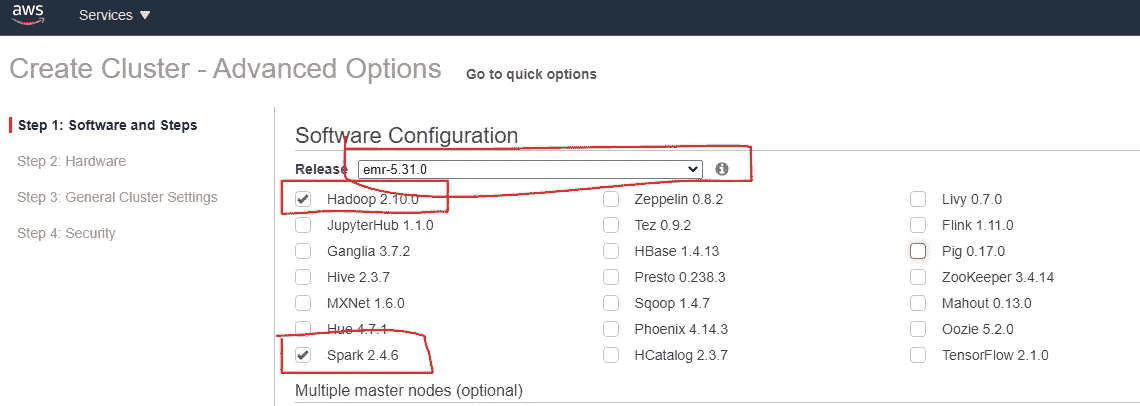 aws Services
Create Cluster - Advanced Options Go to quick options
Step 1: Software and Steps
Step 2: Hardware
Step 3: General Cluster Settings
Step 4: Security
Software Configuration
Release emr-5.31.0
Hadoop 2.10.0 Zeppelin 0.8.2 Livy 0.7.0
JupyterHub 1.1.0 Tez 0.9.2 Flink 1.11.0
Ganglia 3.7.2 HBase 1.4.13 Pig 0.17.0
Hive 2.3.7 Presto 0.238.3 ZooKeeper 3.4.14
MXNet 1.6.0 Sqoop 1.4.7 Mahout 0.13.0
Hue 4.7.1 Phoenix 4.14.3 Oozie 5.2.0
Spark 2.4.6 HCatalog 2.3.7 TensorFlow 2.1.0
Multiple master nodes (optional)